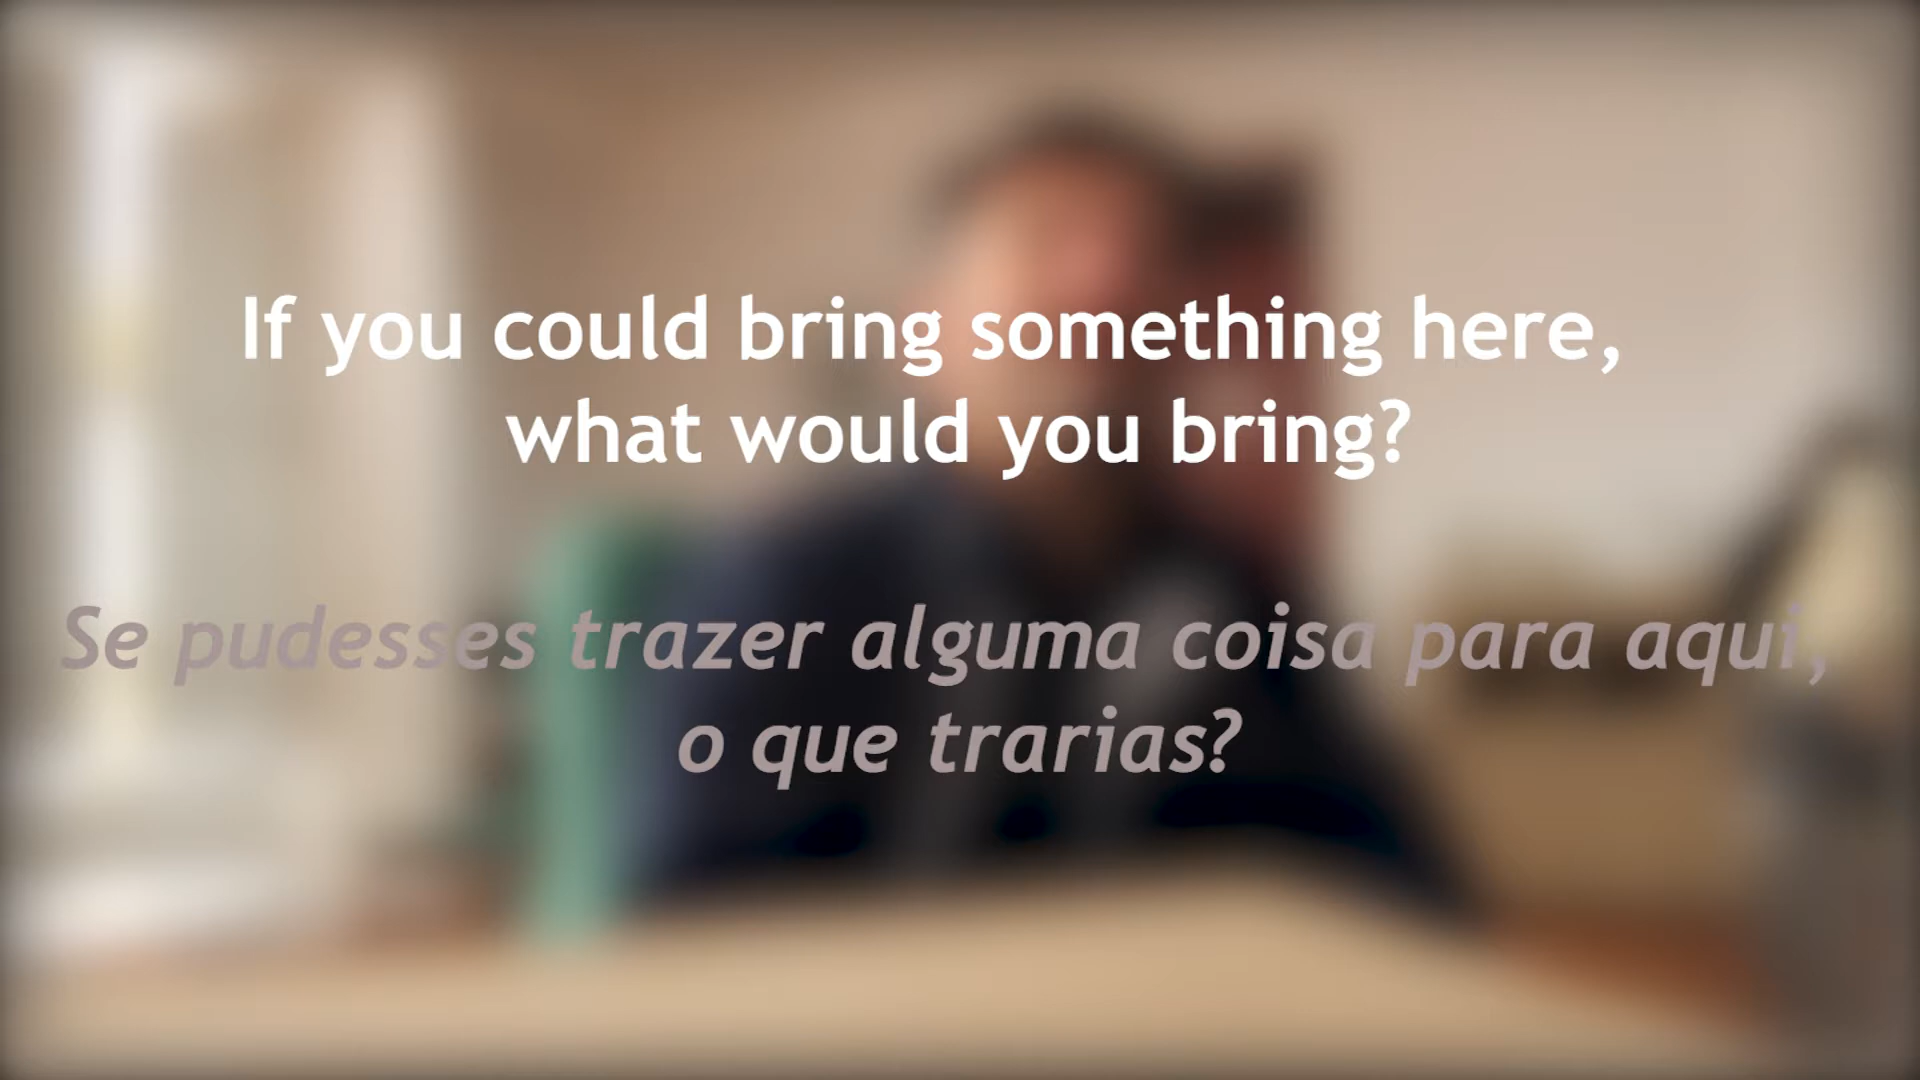 If you could bring something here,
what would you bring?
Se pudesses trazer alguma coisa para aqui,
o que trarias?